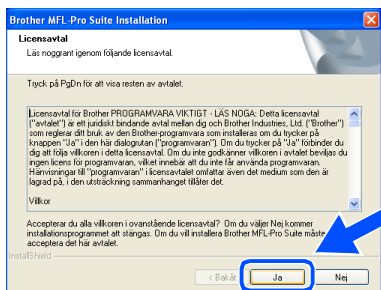 Brother MFL-Pro Suite Installation
Licensavtal
Läs noggrant igenom följande licensavtal.
Tryck på PgDn för att visa resten av avtalet.
Licensavtal för Brother PROGRAMVARA VIKTIGT - LÄS NOGA: Detta licensavtal
("avtalet") är ett juridiskt bindande avtal mellan dig och Brother Industries, Ltd. ("Brother")
som reglerar ditt bruk av den Brother-programvara som installeras om du trycker på
knappen "Ja" i den här dialogrutan ("programvaran"). Om du trycker på "Ja" förbinder du
dig att följa villkoren i detta licensavtal. Om du inte godkänner villkoren i avtalet beviljas du
ingen licens för programvaran, vilket innebär att du inte får använda programvaran.
Hänvisningar till "programvaran" i licensavtalet omfattar även det medium som den är
lagrad på, i den utsträckning sammanhanget tillåter det.
Villkor
Accepterar du alla villkoren i ovanstående licensavtal? Om du väljer Nej kommer
installationsprogrammet att stängas. Om du vill installera Brother MFL-Pro Suite måste
acceptera det här avtalet.
InstallShield
< Bakåt
Ja
Nej